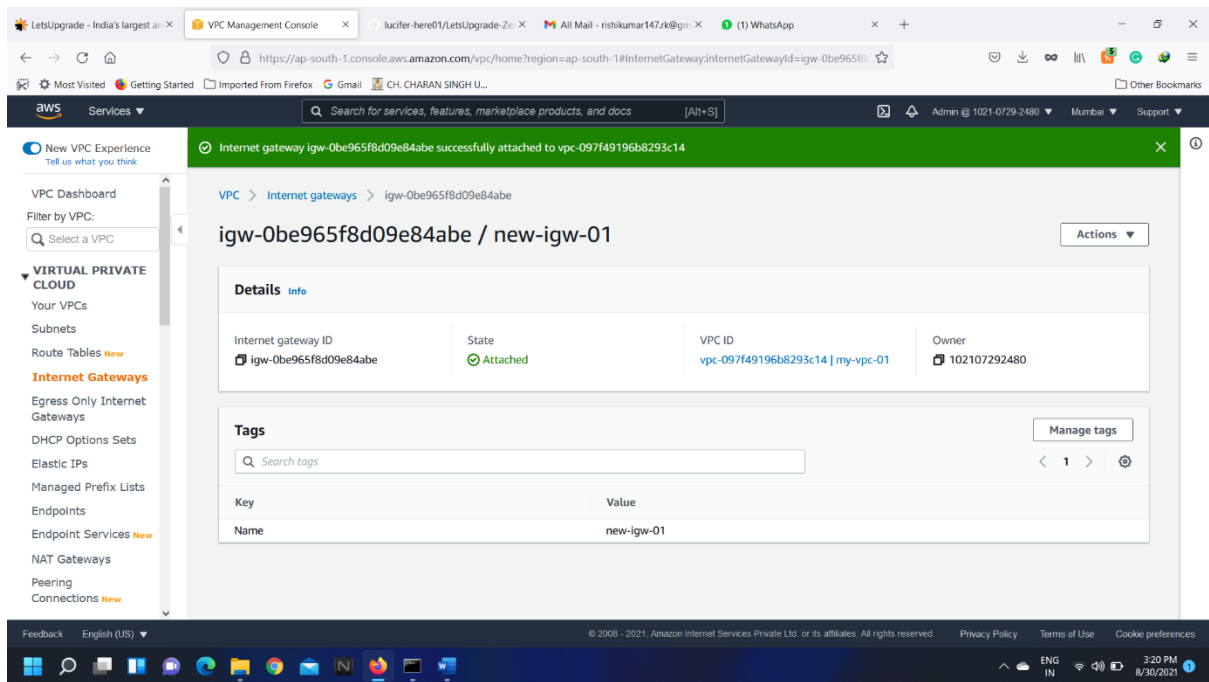 LetsUpgrade - India's largest an
VPC Management Console
lucifer-here01/LetsUpgrade-Ze
All Mail - rishikumar147.rk@gm
(1) WhatsApp
https://ap-south-1.console.aws.amazon.com/vpc/home?region=ap-south-1#InternetGateway:internetGatewayId=igw-0be965f8
5
Most Visited
Getting Started
Imported From Firefox
Gmail
CH. CHARAN SINGH U...
Other Bookmarks
aws
Services ▼
Search for services, features, marketplace products, and docs
[Alt+S]
Admin @ 1021-0729-2480 ▼
Mumbai ▼
Support ▼
New VPC Experience
Tell us what you think
Internet gateway igw-0be965f8d09e84abe successfully attached to vpc-097f49196b8293c14
VPC Dashboard
Filter by VPC:
Select a VPC
VIRTUAL PRIVATE
CLOUD
Your VPCs
Subnets
Route Tables New
Internet Gateways
Egress Only Internet
Gateways
DHCP Options Sets
Elastic IPs
Managed Prefix Lists
Endpoints
Endpoint Services New
NAT Gateways
Peering
Connections New
VPC > Internet gateways > igw-0be965f8d09e84abe
igw-0be965f8d09e84abe / new-igw-01
Actions ▼
Details Info
Internet gateway ID
igw-0be965f8d09e84abe
State
Attached
VPC ID
vpc-097f49196b8293c14 | my-vpc-01
Owner
102107292480
Tags
Manage tags
Search tags
< 1 >
Key
Value
Name
new-igw-01
Feedback
English (US) ▼
© 2008 - 2021, Amazon Internet Services Private Ltd. or its affiliates. All rights reserved.
Privacy Policy
Terms of Use
Cookie preferences
ENG
IN
3:20 PM
8/30/2021
1